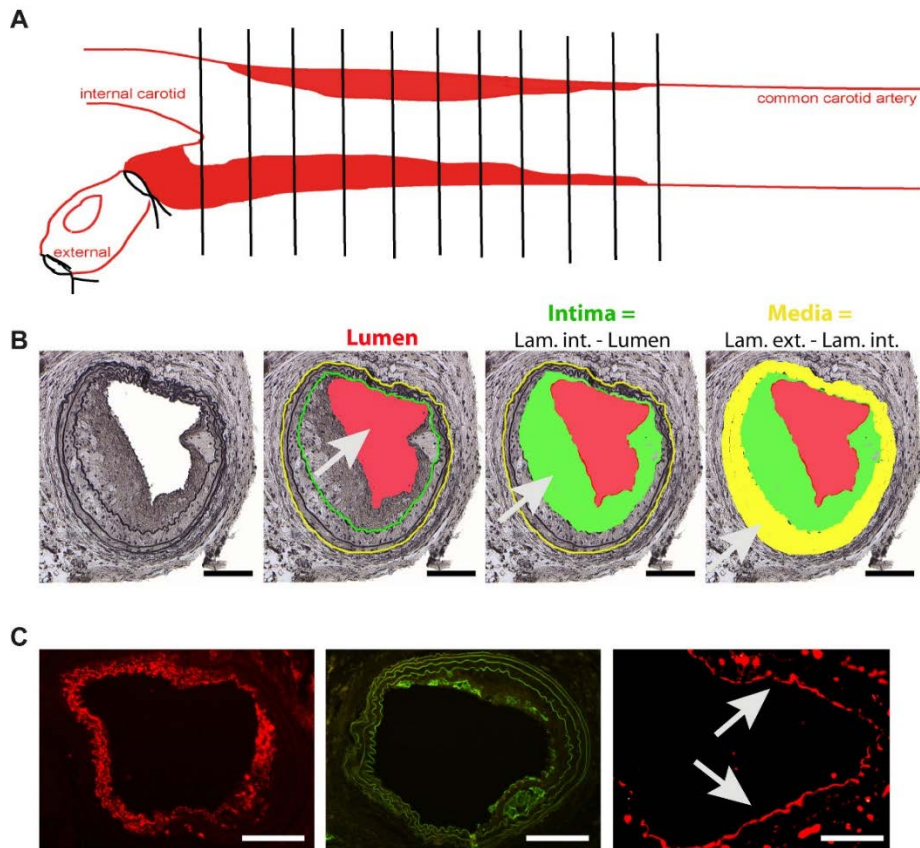 A
internal carotid
common carotid artery
external
B
Lumen
Intima =
Lam. int. - Lumen
Media =
Lam. ext. - Lam. int.
C